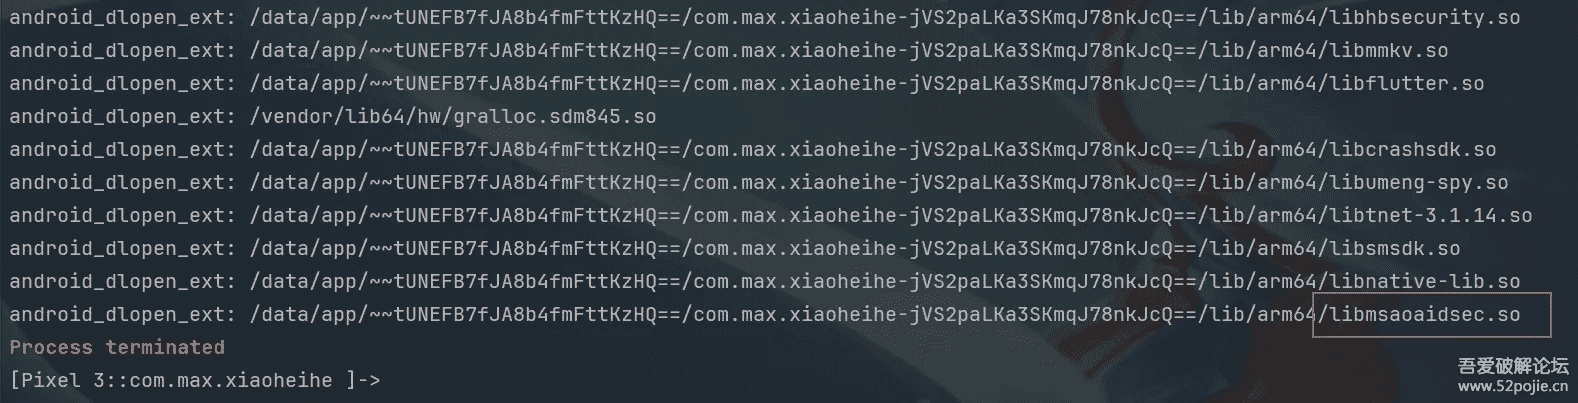 android_dlopen_ext: /data/app/~~tUNEFB7fJA8b4fmFttKzHQ==/com.max.xiaoheihe-jVS2paLKa3SKmqJ78nkJcQ==/lib/arm64/libhbsecurity.so
android_dlopen_ext: /data/app/~~tUNEFB7fJA8b4fmFttKzHQ==/com.max.xiaoheihe-jVS2paLKa3SKmqJ78nkJcQ==/lib/arm64/libmmkv.so
android_dlopen_ext: /data/app/~~tUNEFB7fJA8b4fmFttKzHQ==/com.max.xiaoheihe-jVS2paLKa3SKmqJ78nkJcQ==/lib/arm64/libflutter.so
android_dlopen_ext: /vendor/lib64/hw/gralloc.sdm845.so
android_dlopen_ext: /data/app/~~tUNEFB7fJA8b4fmFttKzHQ==/com.max.xiaoheihe-jVS2paLKa3SKmqJ78nkJcQ==/lib/arm64/libcrashsdk.so
android_dlopen_ext: /data/app/~~tUNEFB7fJA8b4fmFttKzHQ==/com.max.xiaoheihe-jVS2paLKa3SKmqJ78nkJcQ==/lib/arm64/libumeng-spy.so
android_dlopen_ext: /data/app/~~tUNEFB7fJA8b4fmFttKzHQ==/com.max.xiaoheihe-jVS2paLKa3SKmqJ78nkJcQ==/lib/arm64/libtnet-3.1.14.so
android_dlopen_ext: /data/app/~~tUNEFB7fJA8b4fmFttKzHQ==/com.max.xiaoheihe-jVS2paLKa3SKmqJ78nkJcQ==/lib/arm64/libsmsdk.so
android_dlopen_ext: /data/app/~~tUNEFB7fJA8b4fmFttKzHQ==/com.max.xiaoheihe-jVS2paLKa3SKmqJ78nkJcQ==/lib/arm64/libnative-lib.so
android_dlopen_ext: /data/app/~~tUNEFB7fJA8b4fmFttKzHQ==/com.max.xiaoheihe-jVS2paLKa3SKmqJ78nkJcQ==/lib/arm64/libmsaoaidsec.so
Process terminated
[Pixel 3::com.max.xiaoheihe ]->
吾爱破解论坛
www.52pojie.cn